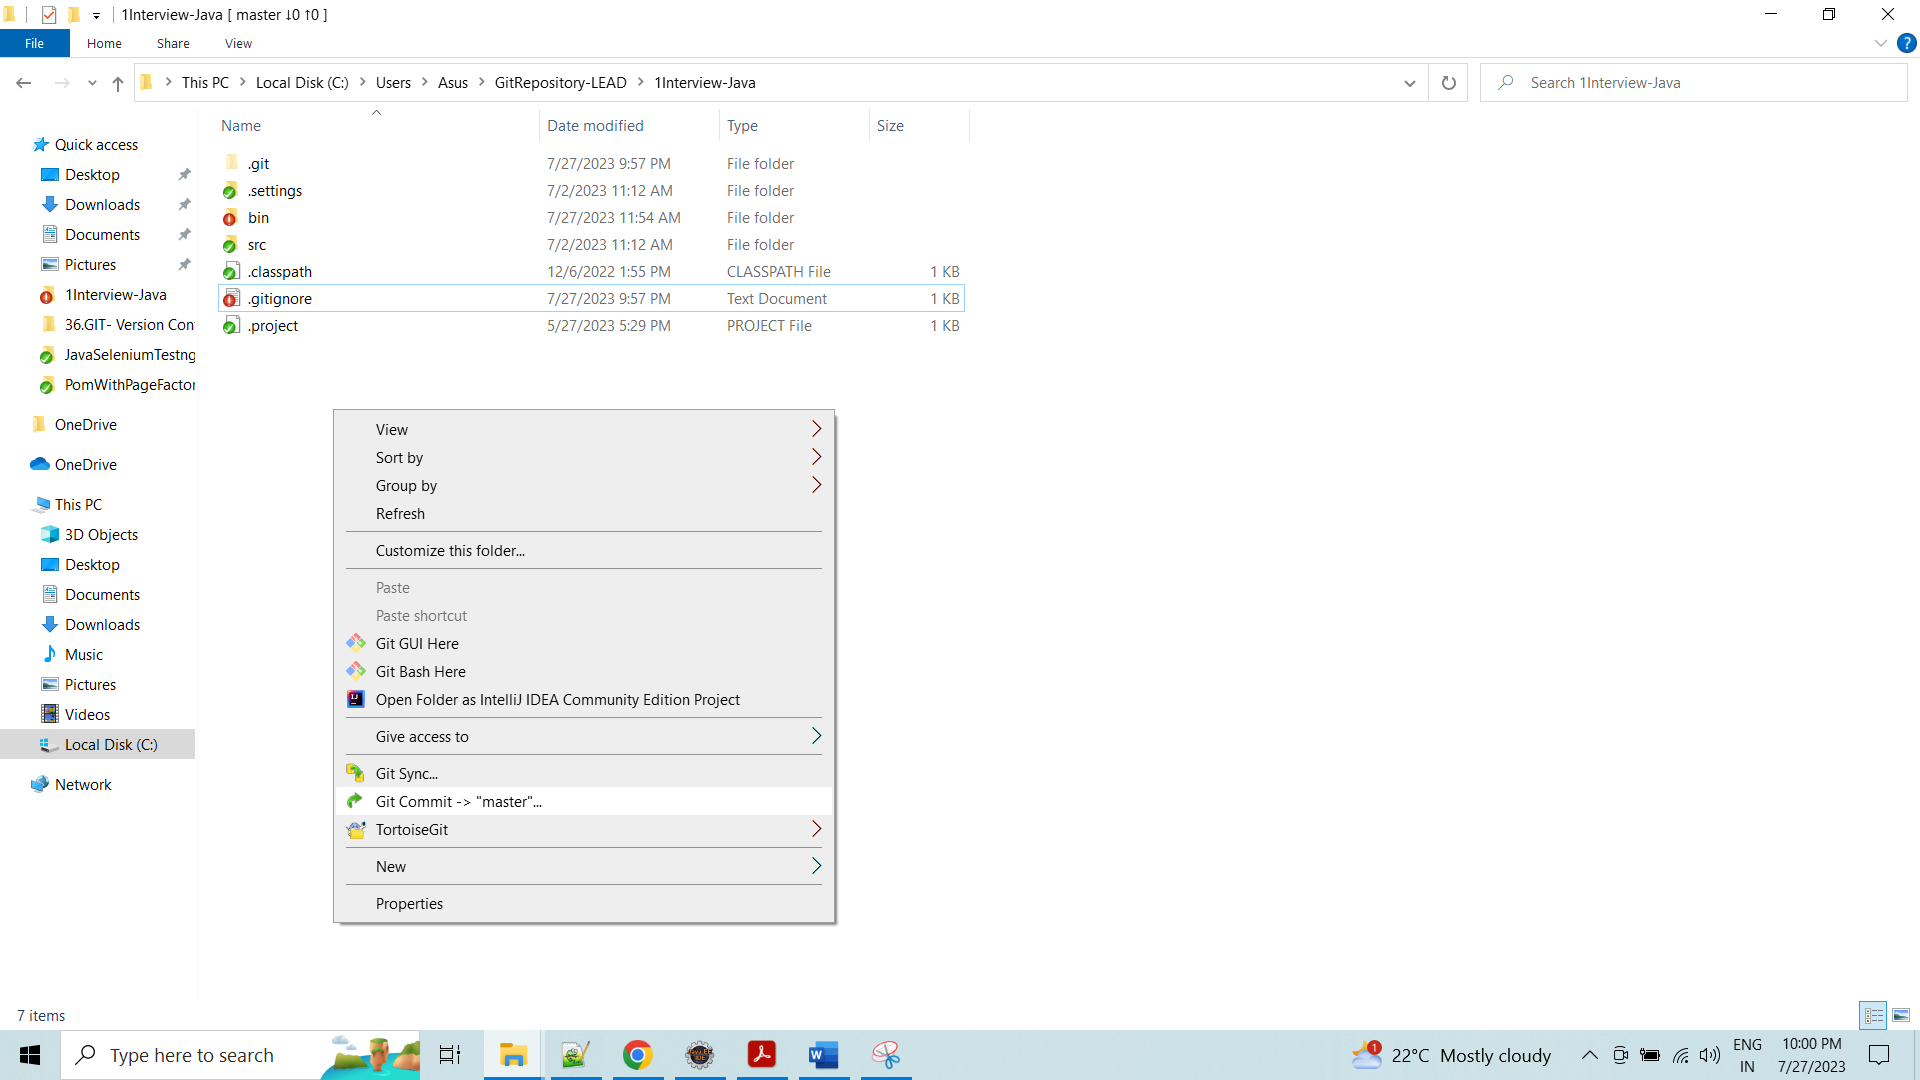 1Interview-Java [ master ↓0 ↑0 ]
File Home Share View
This PC > Local Disk (C:) > Users > Asus > GitRepository-LEAD > 1Interview-Java
Search 1Interview-Java
Name Date modified Type Size
.git 7/27/2023 9:57 PM File folder
.settings 7/2/2023 11:12 AM File folder
bin 7/27/2023 11:54 AM File folder
src 7/2/2023 11:12 AM File folder
.classpath 12/6/2022 1:55 PM CLASSPATH File 1 KB
.gitignore 7/27/2023 9:57 PM Text Document 1 KB
.project 5/27/2023 5:29 PM PROJECT File 1 KB
Quick access
Desktop
Downloads
Documents
Pictures
1Interview-Java
36.GIT- Version Con
JavaSeleniumTestng
PomWithPageFactor
OneDrive
OneDrive
This PC
3D Objects
Desktop
Documents
Downloads
Music
Pictures
Videos
Local Disk (C:)
Network
View
Sort by
Group by
Refresh
Customize this folder...
Paste
Paste shortcut
Git GUI Here
Git Bash Here
Open Folder as IntelliJ IDEA Community Edition Project
Give access to
Git Sync...
Git Commit -> "master"...
TortoiseGit
New
Properties
7 items
Type here to search
1
22°C Mostly cloudy
ENG
IN
10:00 PM
7/27/2023